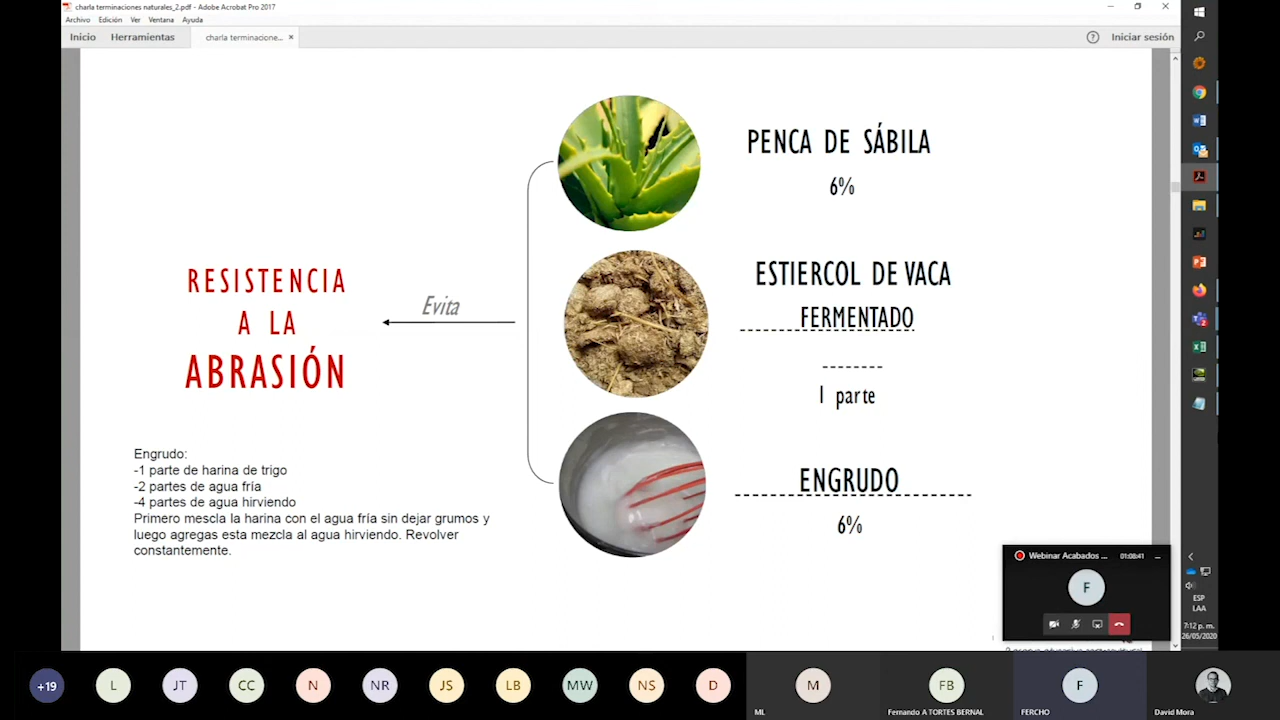 charla terminaciones naturales_2.pdf - Adobe Acrobat Pro 2017
Archivo Edición Ver Ventana Ayuda
Inicio Herramientas charla terminacione... × ? Iniciar sesión
PENCA DE SÁBILA
6%
ESTIERCOL DE VACA
FERMENTADO
1 parte
ENGRUDO
6%
Evita
RESISTENCIA
A LA
ABRASIÓN
Engrudo:
-1 parte de harina de trigo
-2 partes de agua fría
-4 partes de agua hirviendo
Primero mescla la harina con el agua fría sin dejar grumos y
luego agregas esta mezcla al agua hirviendo. Revolver
constantemente.
Webinar Acabados ... 01:08:41
F
ESP
LAA
7:12 p. m.
26/05/2020
+19 L JT CC N NR JS LB MW NS D M FB F
ML Fernando A TORTES BERNAL FERCHO David Mora